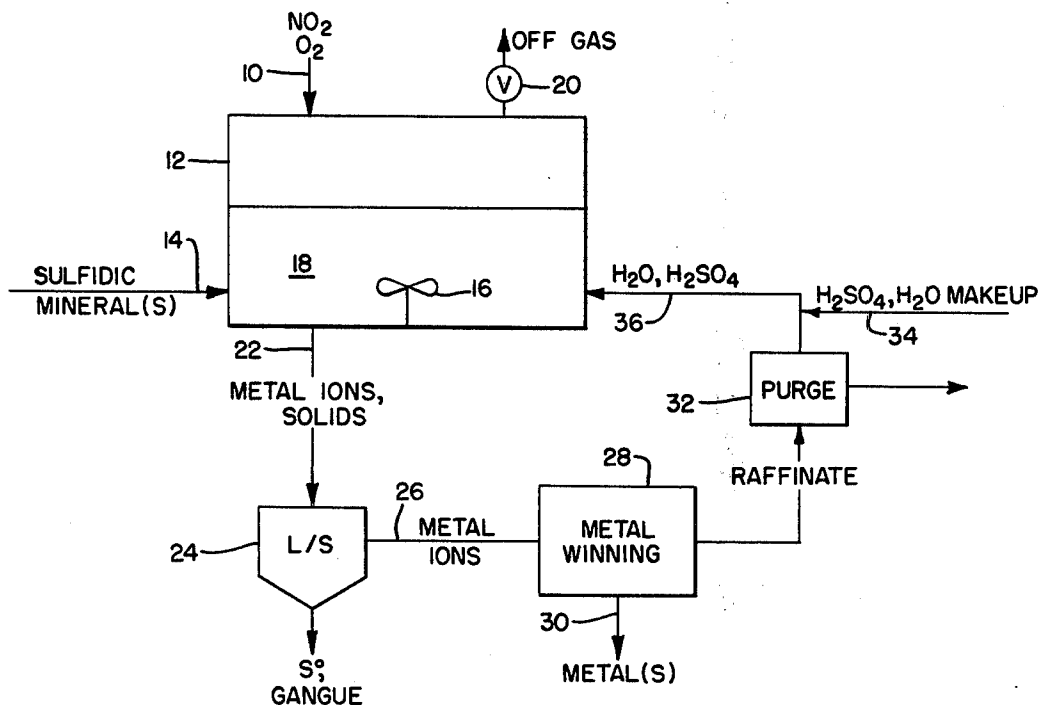 NO2
O2
10
OFF GAS
V
20
12
14
SULFIDIC
MINERAL(S)
18
16
H2O, H2SO4
36
H2SO4, H2O MAKEUP
34
22
METAL IONS,
SOLIDS
32
PURGE
RAFFINATE
28
26
METAL
IONS
METAL
WINNING
24
L/S
30
S°,
GANGUE
METAL(S)